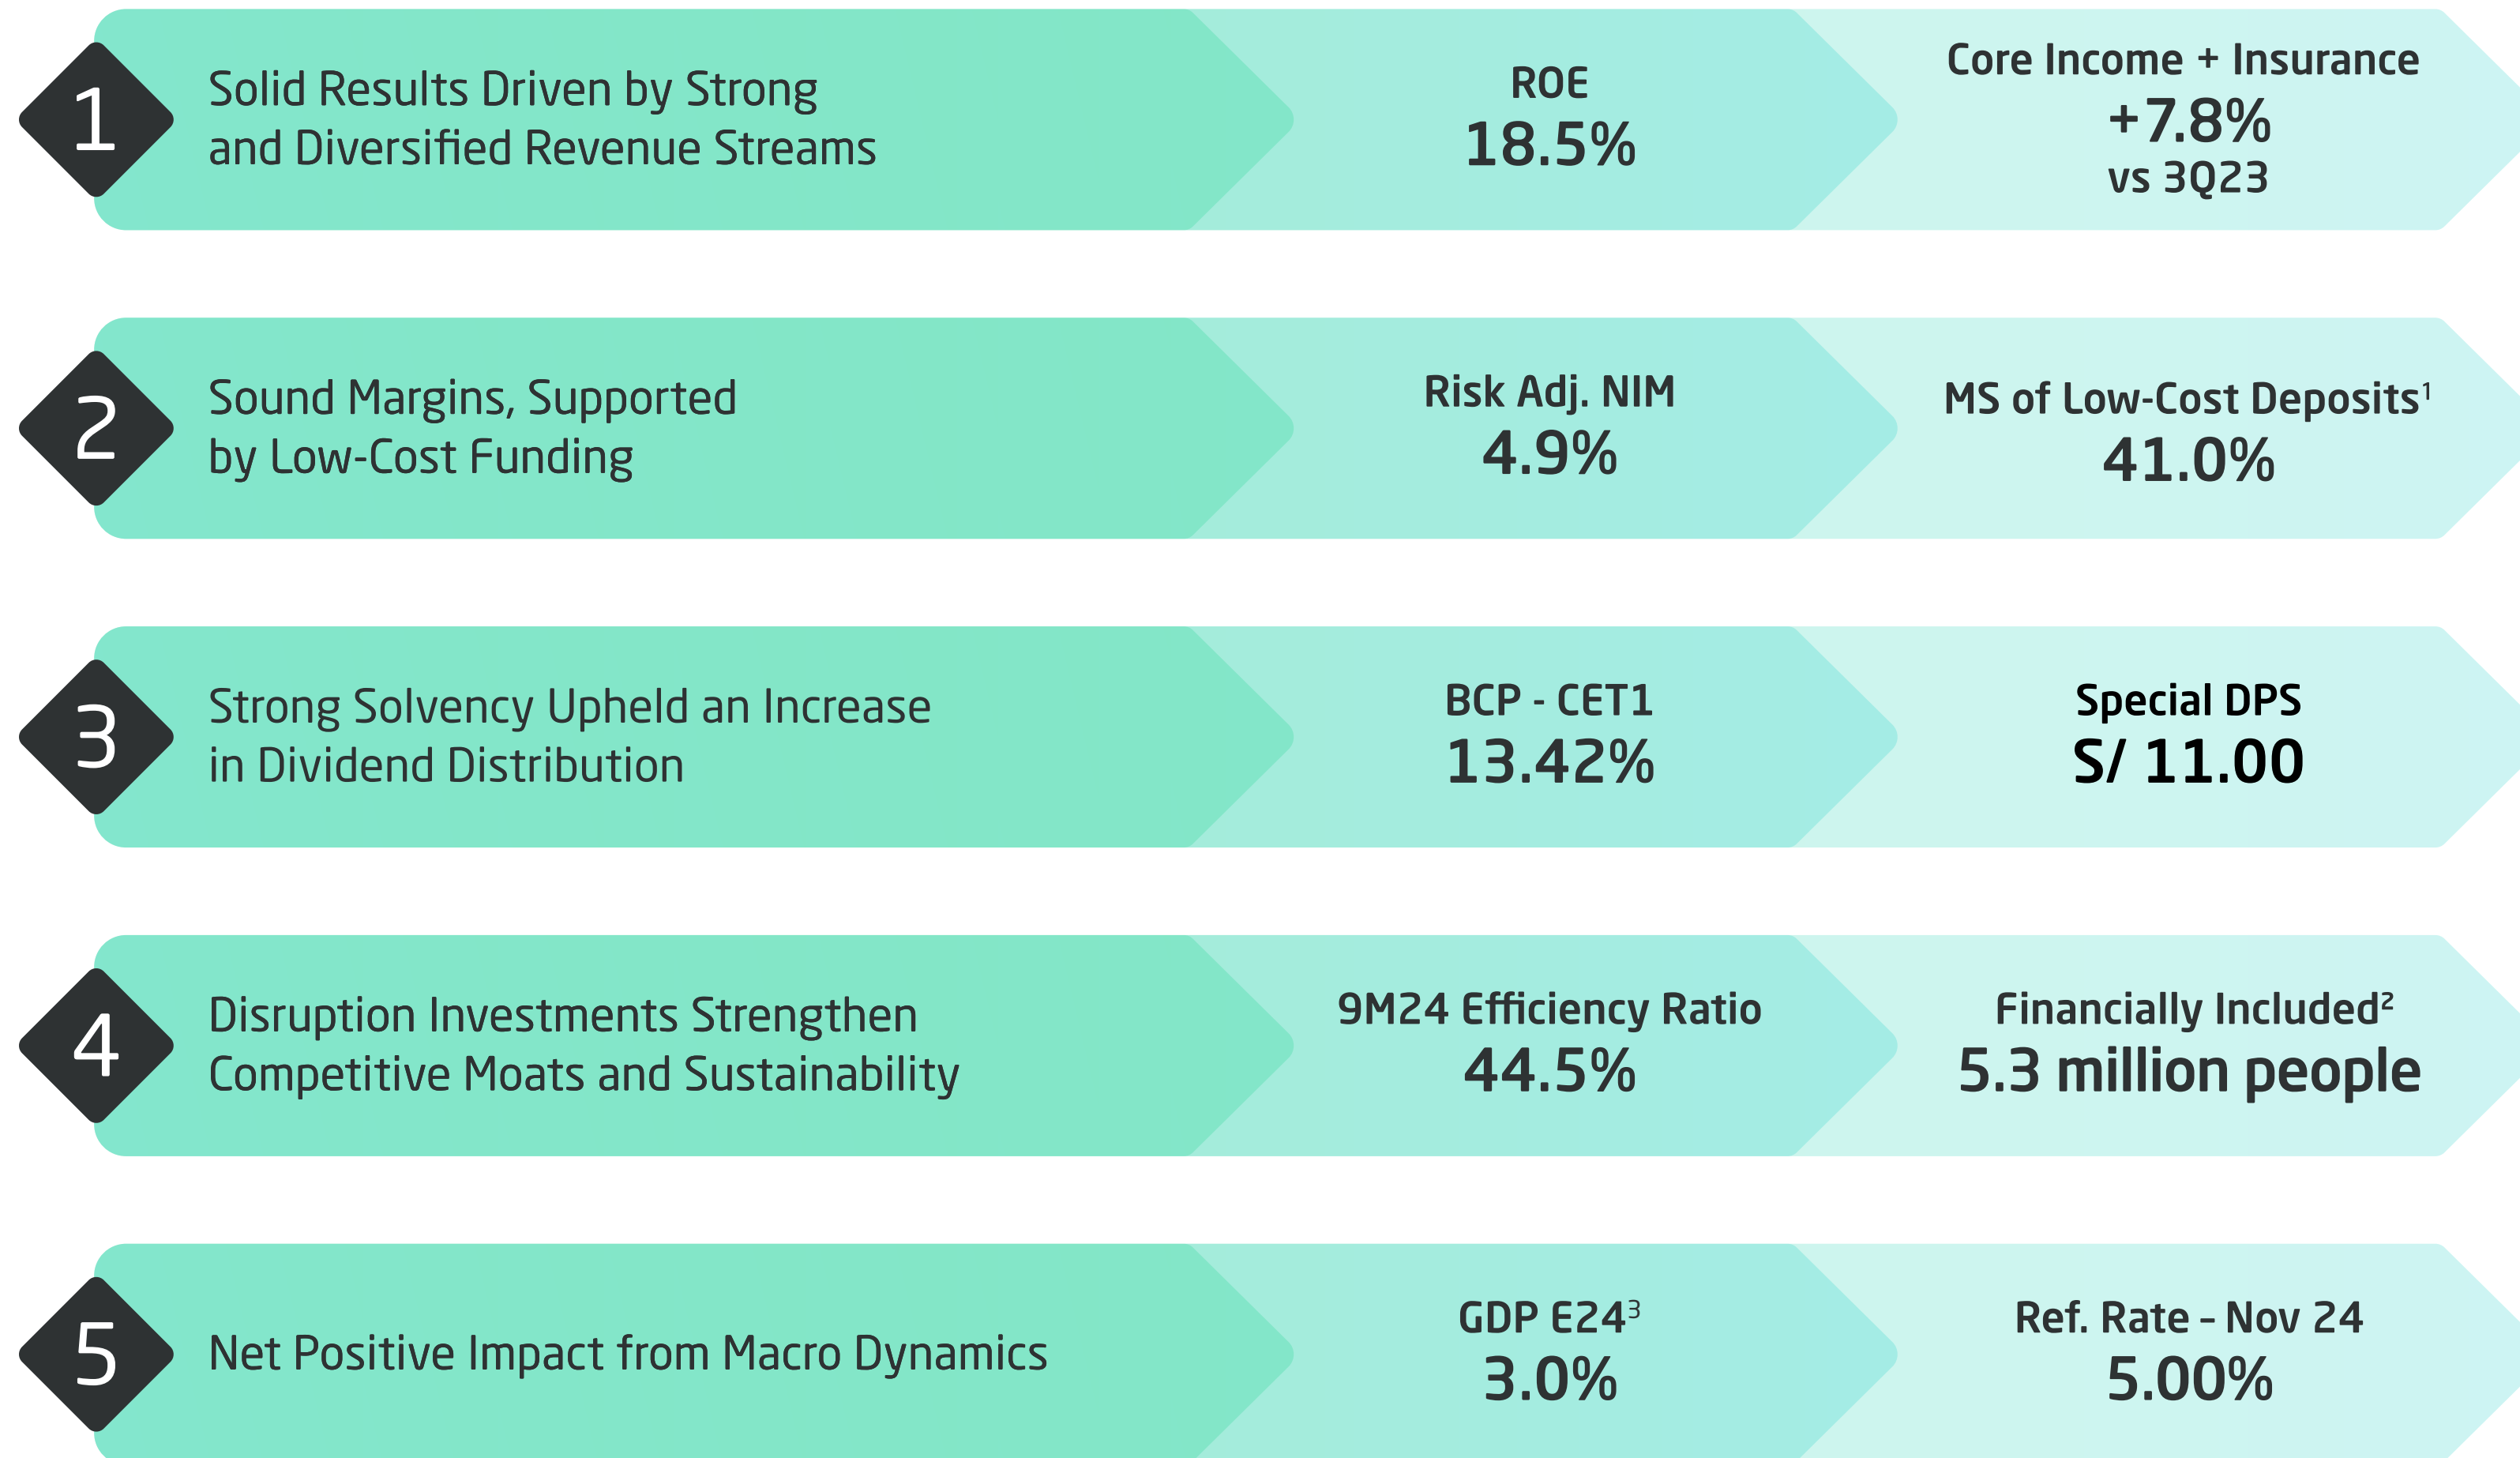 1
Solid Results Driven by Strong
and Diversified Revenue Streams
ROE
18.5%
Core Income + Insurance
+7.8%
vs 3Q23
2
Sound Margins, Supported
by Low-Cost Funding
Risk Adj. NIM
4.9%
MS of Low-Cost Deposits¹
41.0%
3
Strong Solvency Upheld an Increase
in Dividend Distribution
BCP - CET1
13.42%
Special DPS
S/ 11.00
4
Disruption Investments Strengthen
Competitive Moats and Sustainability
9M24 Efficiency Ratio
44.5%
Financially Included²
5.3 million people
5
Net Positive Impact from Macro Dynamics
GDP E24³
3.0%
Ref. Rate – Nov 24
5.00%